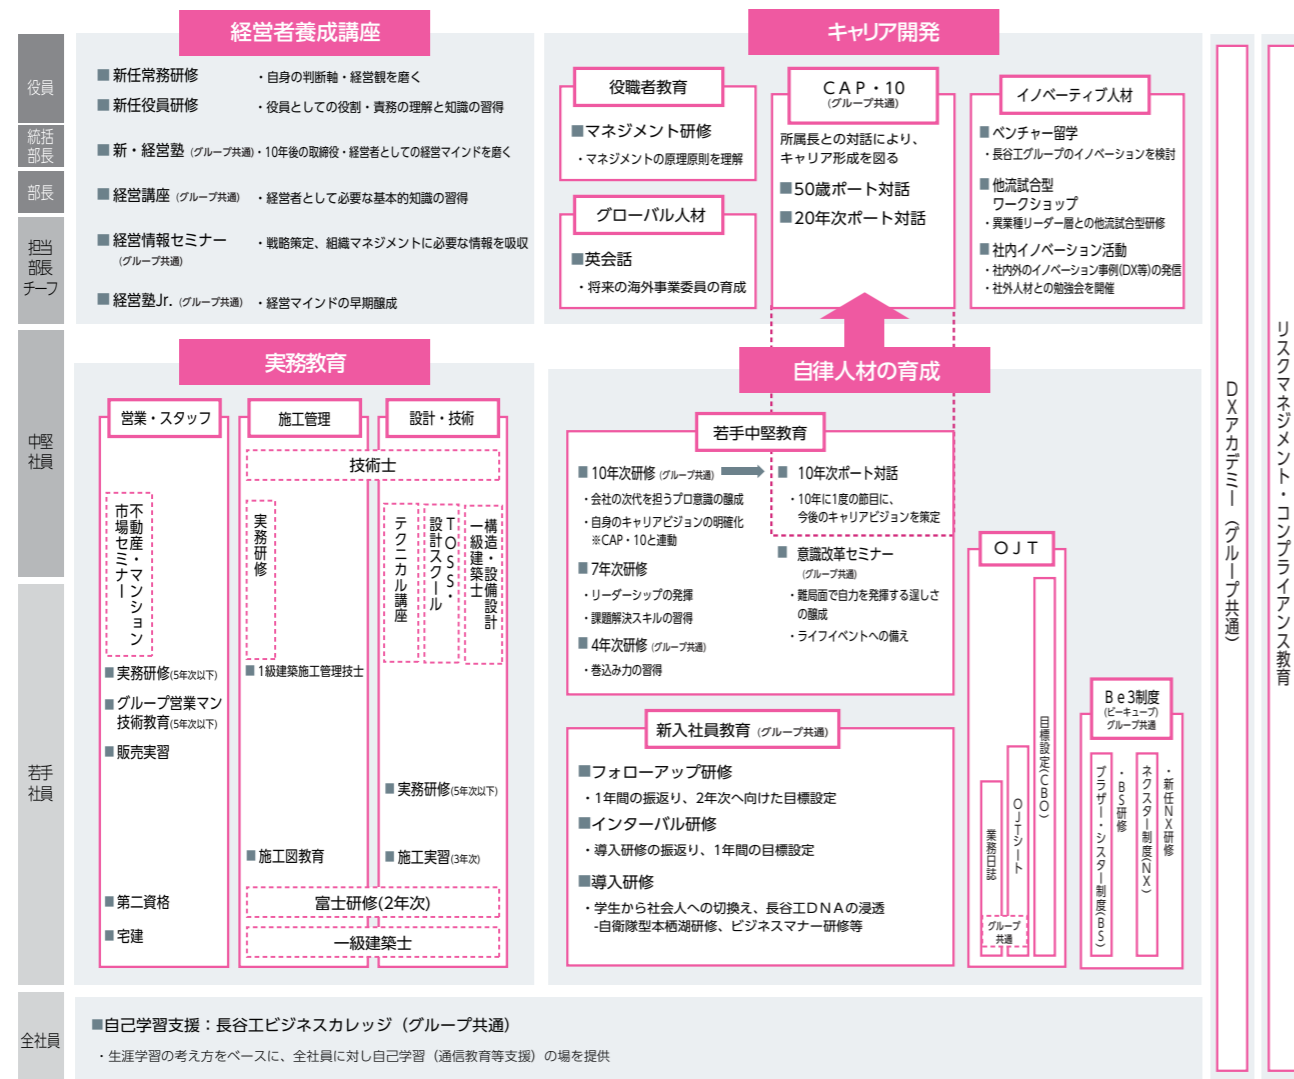 役員
統括
部長
部長
担当
部長
チーフ
中堅
社員
若手
社員
全社員
経営者養成講座
■新任常務研修
・自身の判断軸・経営観を磨く
■新任役員研修
・役員としての役割・責務の理解と知識の習得
■新・経営塾 (グループ共通)
・10年後の取締役・経営者としての経営マインドを磨く
■経営講座 (グループ共通)
・経営者として必要な基本的知識の習得
■経営情報セミナー
(グループ共通)
・戦略策定、組織マネジメントに必要な情報を吸収
■経営塾Jr. (グループ共通)
・経営マインドの早期醸成
キャリア開発
役職者教育
■マネジメント研修
・マネジメントの原理原則を理解
グローバル人材
■英会話
・将来の海外事業委員の育成
CAP・10
(グループ共通)
所属長との対話により、
キャリア形成を図る
■50歳ポート対話
■20年次ポート対話
イノベーティブ人材
■ベンチャー留学
・長谷工グループのイノベーションを検討
■他流試合型
ワークショップ
・異業種リーダー層との他流試合型研修
■社内イノベーション活動
・社内外のイノベーション事例(DX等)の発信
・社外人材との勉強会を開催
実務教育
営業・スタッフ
不動産・マンション
市場セミナー
■実務研修(5年次以下)
■グループ営業マン
技術教育(5年次以下)
■販売実習
■第二資格
■宅建
施工管理
技術士
実務研修
■1級建築施工管理技士
■施工図教育
富士研修(2年次)
一級建築士
設計・技術
テクニカル講座
TOSS・
設計スクール
構造・設備設計
一級建築士
■実務研修(5年次以下)
■施工実習(3年次)
自律人材の育成
若手中堅教育
■10年次研修 (グループ共通)
・会社の次代を担うプロ意識の醸成
・自身のキャリアビジョンの明確化
※CAP・10と連動
■7年次研修
・リーダーシップの発揮
・課題解決スキルの習得
■4年次研修 (グループ共通)
・巻込み力の習得
■10年次ポート対話
・10年に1度の節目に、
今後のキャリアビジョンを策定
■意識改革セミナー
(グループ共通)
・難局面で自力を発揮する逞しさ
の醸成
・ライフイベントへの備え
新入社員教育 (グループ共通)
■フォローアップ研修
・1年間の振返り、2年次へ向けた目標設定
■インターバル研修
・導入研修の振返り、1年間の目標設定
■導入研修
・学生から社会人への切換え、長谷工DNAの浸透
-自衛隊型本栖湖研修、ビジネスマナー研修等
OJT
業務日誌
OJTシート
グループ
共通
目標設定(CBO)
Be3制度
(ビーキューブ)
グループ共通
ブラザー・シスター制度(BS)
・BS研修
ネクスター制度(NX)
・新任NX研修
DXアカデミー（グループ共通）
リスクマネジメント・コンプライアンス教育
■自己学習支援：長谷工ビジネスカレッジ（グループ共通）
・生涯学習の考え方をベースに、全社員に対し自己学習（通信教育等支援）の場を提供